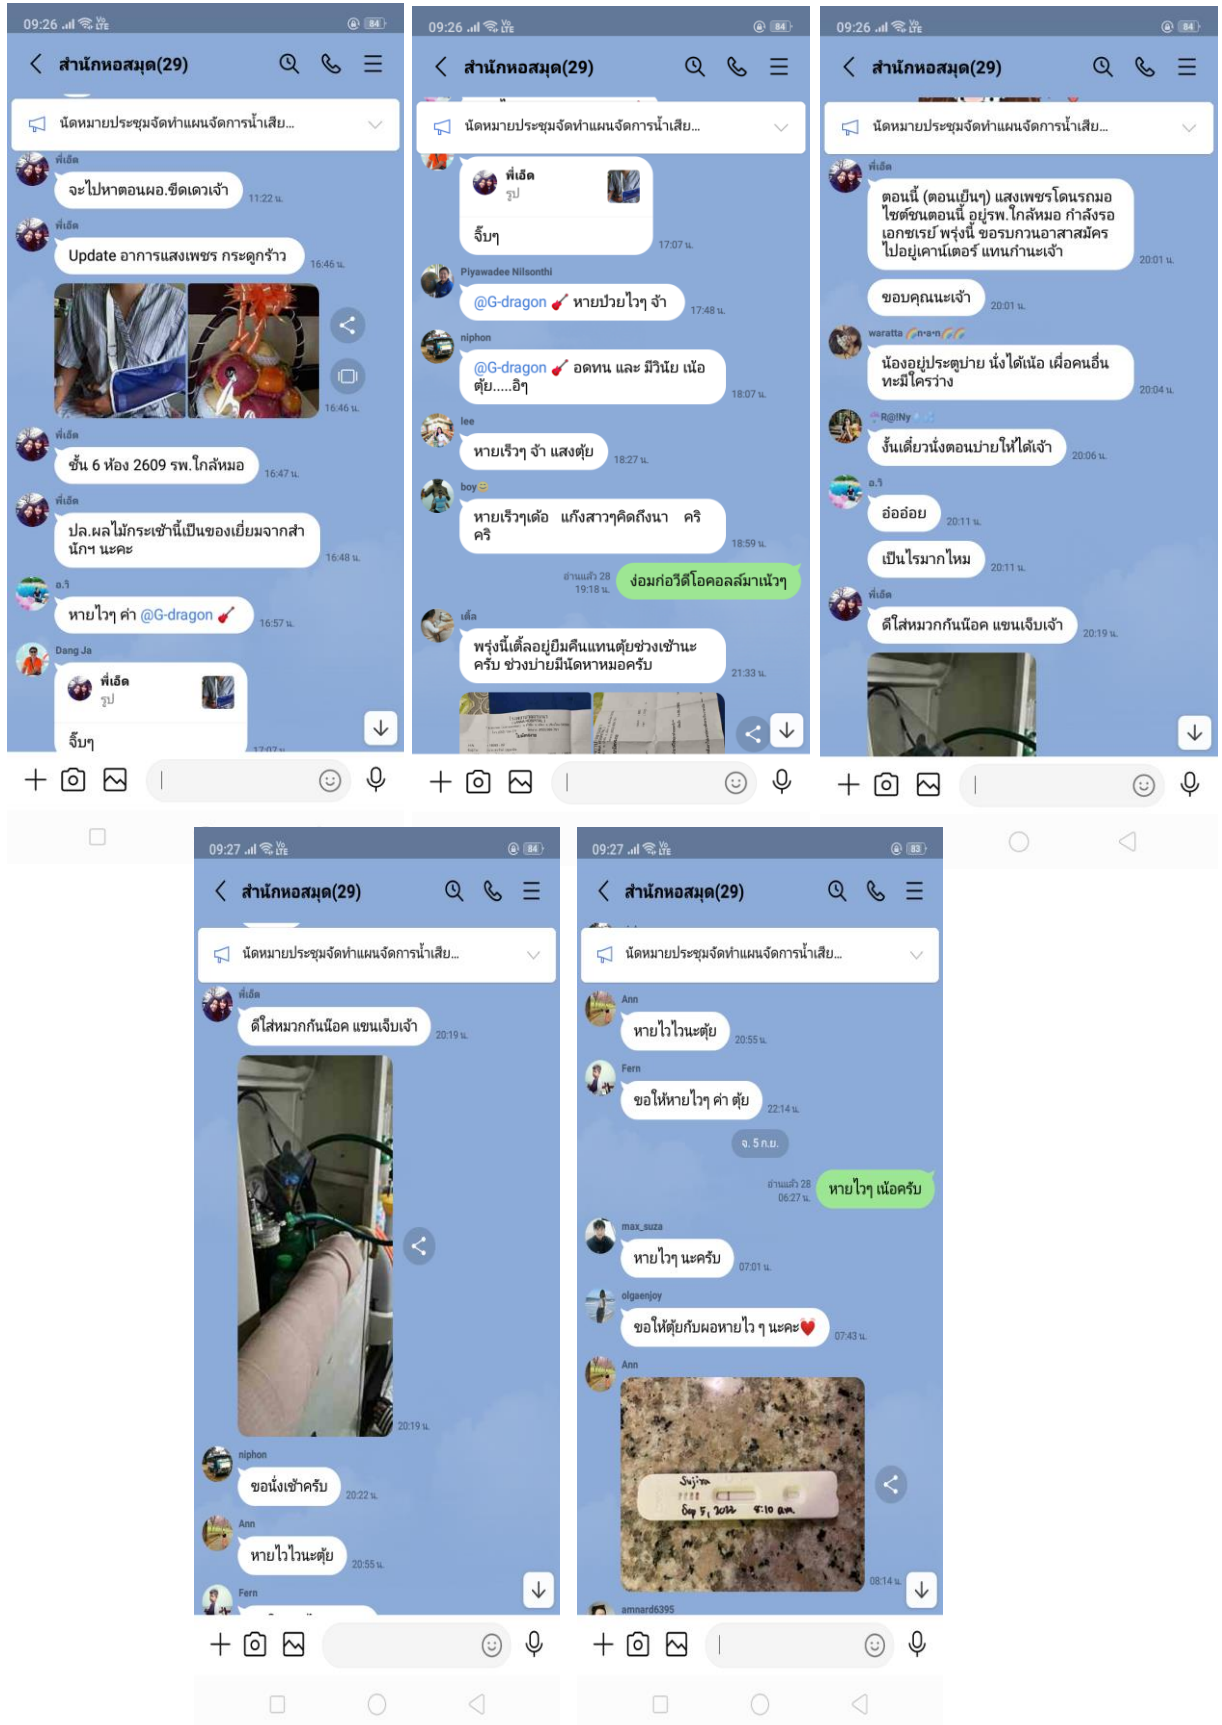 09:26
84
สำนักหอสมุด(29)
นัดหมายประชุมจัดทำแผนจัดการน้ำเสีย...
พี่เอ็ด
จะไปหาตอนผอ.ขีดเดวเจ้า
11:22 น.
พี่เอ็ด
Update อาการแสงเพชร กระดูกร้าว
16:46 น.
16:46 น.
พี่เอ็ด
ชั้น 6 ห้อง 2609 รพ.ใกล้หมอ
16:47 น.
พี่เอ็ด
ปล.ผลไม้กระเช้านี้เป็นของเยี่ยมจากสำ
นักฯ นะคะ
16:48 น.
อ.วิ
หายไวๆ ค่า @G-dragon
16:57 น.
Dang Ja
พี่เอ็ด
รูป
จิ๊บๆ
17:07 น.
09:26
84
สำนักหอสมุด(29)
นัดหมายประชุมจัดทำแผนจัดการน้ำเสีย...
พี่เอ็ด
รูป
จิ๊บๆ
17:07 น.
Piyawadee Nilsonthi
@G-dragon หายป่วยไวๆ จ้า
17:48 น.
niphon
@G-dragon อดทน และ มีวินัย เน้อ
ตุ้ย.....อิๆ
18:07 น.
lee
หายเร็วๆ จ้า แสงตุ้ย
18:27 น.
boy
หายเร็วๆเด้อ แก๊งสาวๆคิดถึงนา คริ
คริ
18:59 น.
อ่านแล้ว 28
19:18 น.
ง่อมก่อวีดีโอคอลล์มาเน้วๆ
เติ้ล
พรุ่งนี้เติ้ลอยู่ยืมคืนแทนตุ้ยช่วงเช้านะ
ครับ ช่วงบ่ายมีนัดหาหมอครับ
21:33 น.
09:26
84
สำนักหอสมุด(29)
นัดหมายประชุมจัดทำแผนจัดการน้ำเสีย...
พี่เอ็ด
ตอนนี้ (ตอนเย็นๆ) แสงเพชรโดนรถมอ
ไซต์ชนตอนนี้ อยู่รพ.ใกล้หมอ กำลังรอ
เอกซเรย์ พรุ่งนี้ ขอรบกวนอาสาสมัคร
ไปอยู่เคาน์เตอร์ แทนกำนะเจ้า
20:01 น.
ขอบคุณนะเจ้า
20:01 น.
waratta n•a•n
น้องอยู่ประตูบ่าย นั่งได้เน้อ เผื่อคนอื่น
ทะมีใครว่าง
20:04 น.
R@!Ny
งั้นเดี๋ยวนั่งตอนบ่ายให้ได้เจ้า
20:06 น.
อ.วิ
อ๋ออ๋อย
20:11 น.
เป็นไรมากไหม
20:11 น.
พี่เอ็ด
ดีใส่หมวกกันน๊อค แขนเจ็บเจ้า
20:19 น.
09:27
84
สำนักหอสมุด(29)
นัดหมายประชุมจัดทำแผนจัดการน้ำเสีย...
พี่เอ็ด
ดีใส่หมวกกันน๊อค แขนเจ็บเจ้า
20:19 น.
20:19 น.
niphon
ขอนั่งเช้าครับ
20:22 น.
Ann
หายไวไวนะตุ้ย
20:55 น.
Fern
09:27
83
สำนักหอสมุด(29)
นัดหมายประชุมจัดทำแผนจัดการน้ำเสีย...
Ann
หายไวไวนะตุ้ย
20:55 น.
Fern
ขอให้หายไวๆ ค่า ตุ้ย
22:14 น.
จ. 5 ก.ย.
อ่านแล้ว 28
06:27 น.
หายไวๆ เน้อครับ
max_suza
หายไวๆ นะครับ
07:01 น.
olgaenjoy
ขอให้ตุ้ยกับผอหายไว ๆ นะคะ
07:43 น.
Ann
Sujira
Sep 5, 2022 8:10 am.
08:14 น.
amnard6395